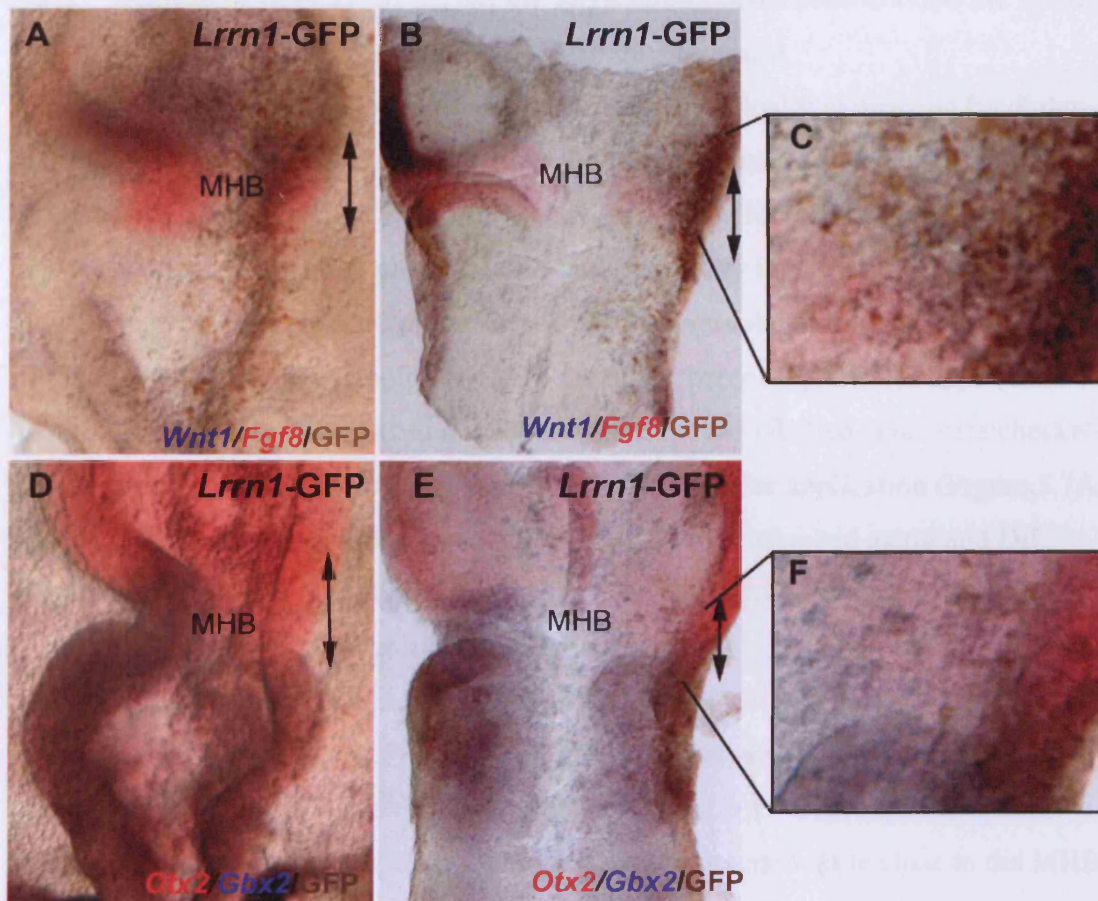 A
Lrrn1-GFP
MHB
Wnt1/Fgf8/GFP
B
Lrrn1-GFP
MHB
Wnt1/Fgf8/GFP
C
D
Lrrn1-GFP
MHB
Otx2/Gbx2/GFP
E
Lrrn1-GFP
MHB
Otx2/Gbx2/GFP
F